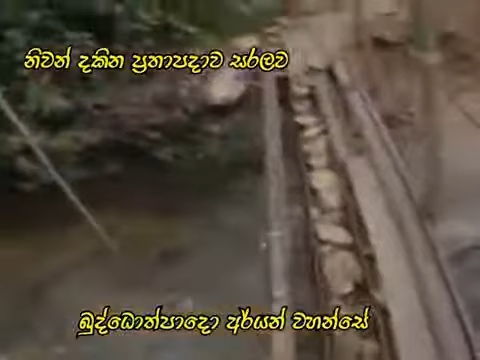 නිවන් දකින ප්‍රතාපදාව සරලව
බුද්ධොත්පාදො අර්යන් වහන්සේ